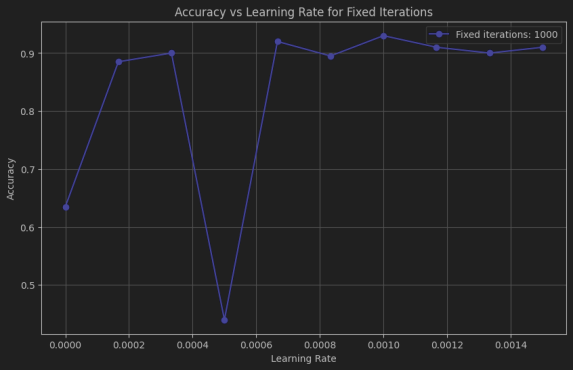 Accuracy vs Learning Rate for Fixed Iterations
Fixed iterations: 1000
0.9
0.8
0.7
0.6
0.5
Accuracy
0.0000 0.0002 0.0004 0.0006 0.0008 0.0010 0.0012 0.0014
Learning Rate